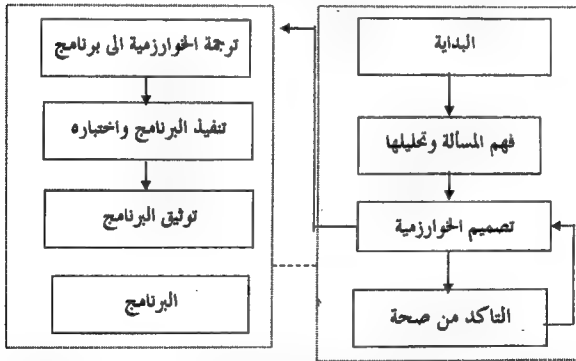 البداية
فهم المسألة وتحليلها
تصميم الخوارزمية
التاكد من صحة
ترجمة الخوارزمية الى برنامج
تنفيذ البرنامج واختباره
توثيق البرنامج
البرنامج